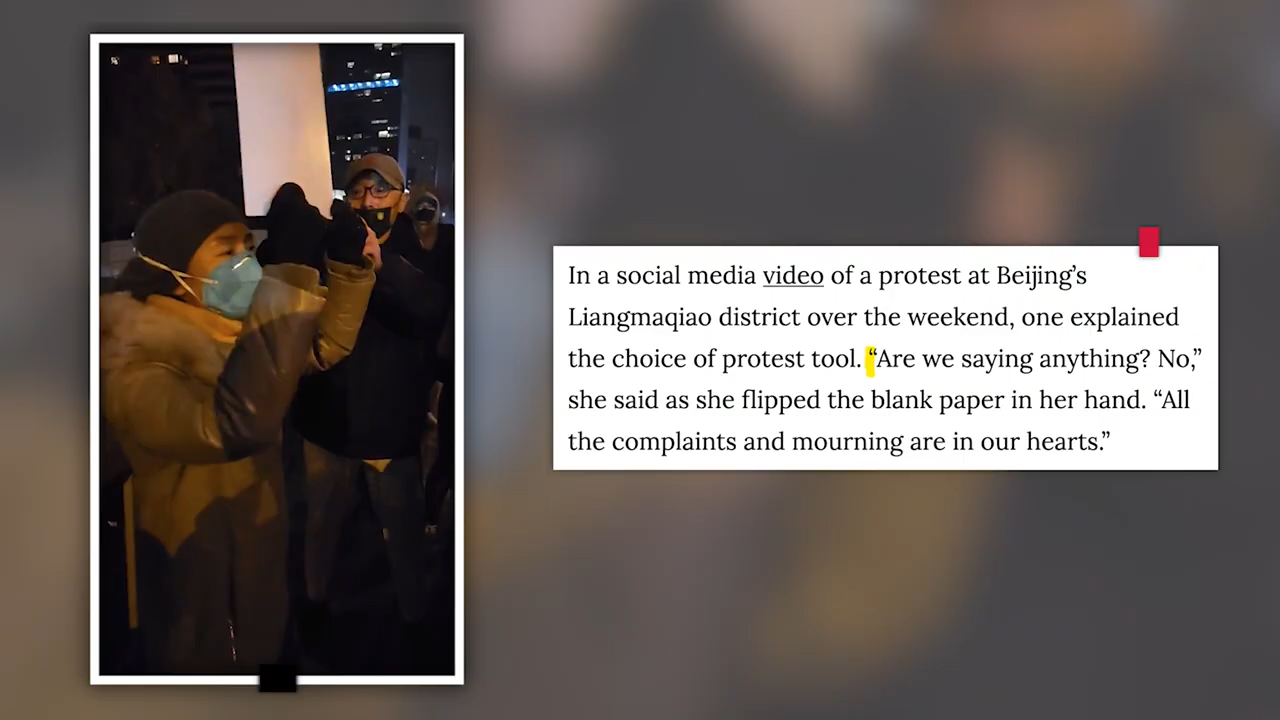 In a social media video of a protest at Beijing’s
Liangmaqiao district over the weekend, one explained
the choice of protest tool. “Are we saying anything? No,”
she said as she flipped the blank paper in her hand. “All
the complaints and mourning are in our hearts.”